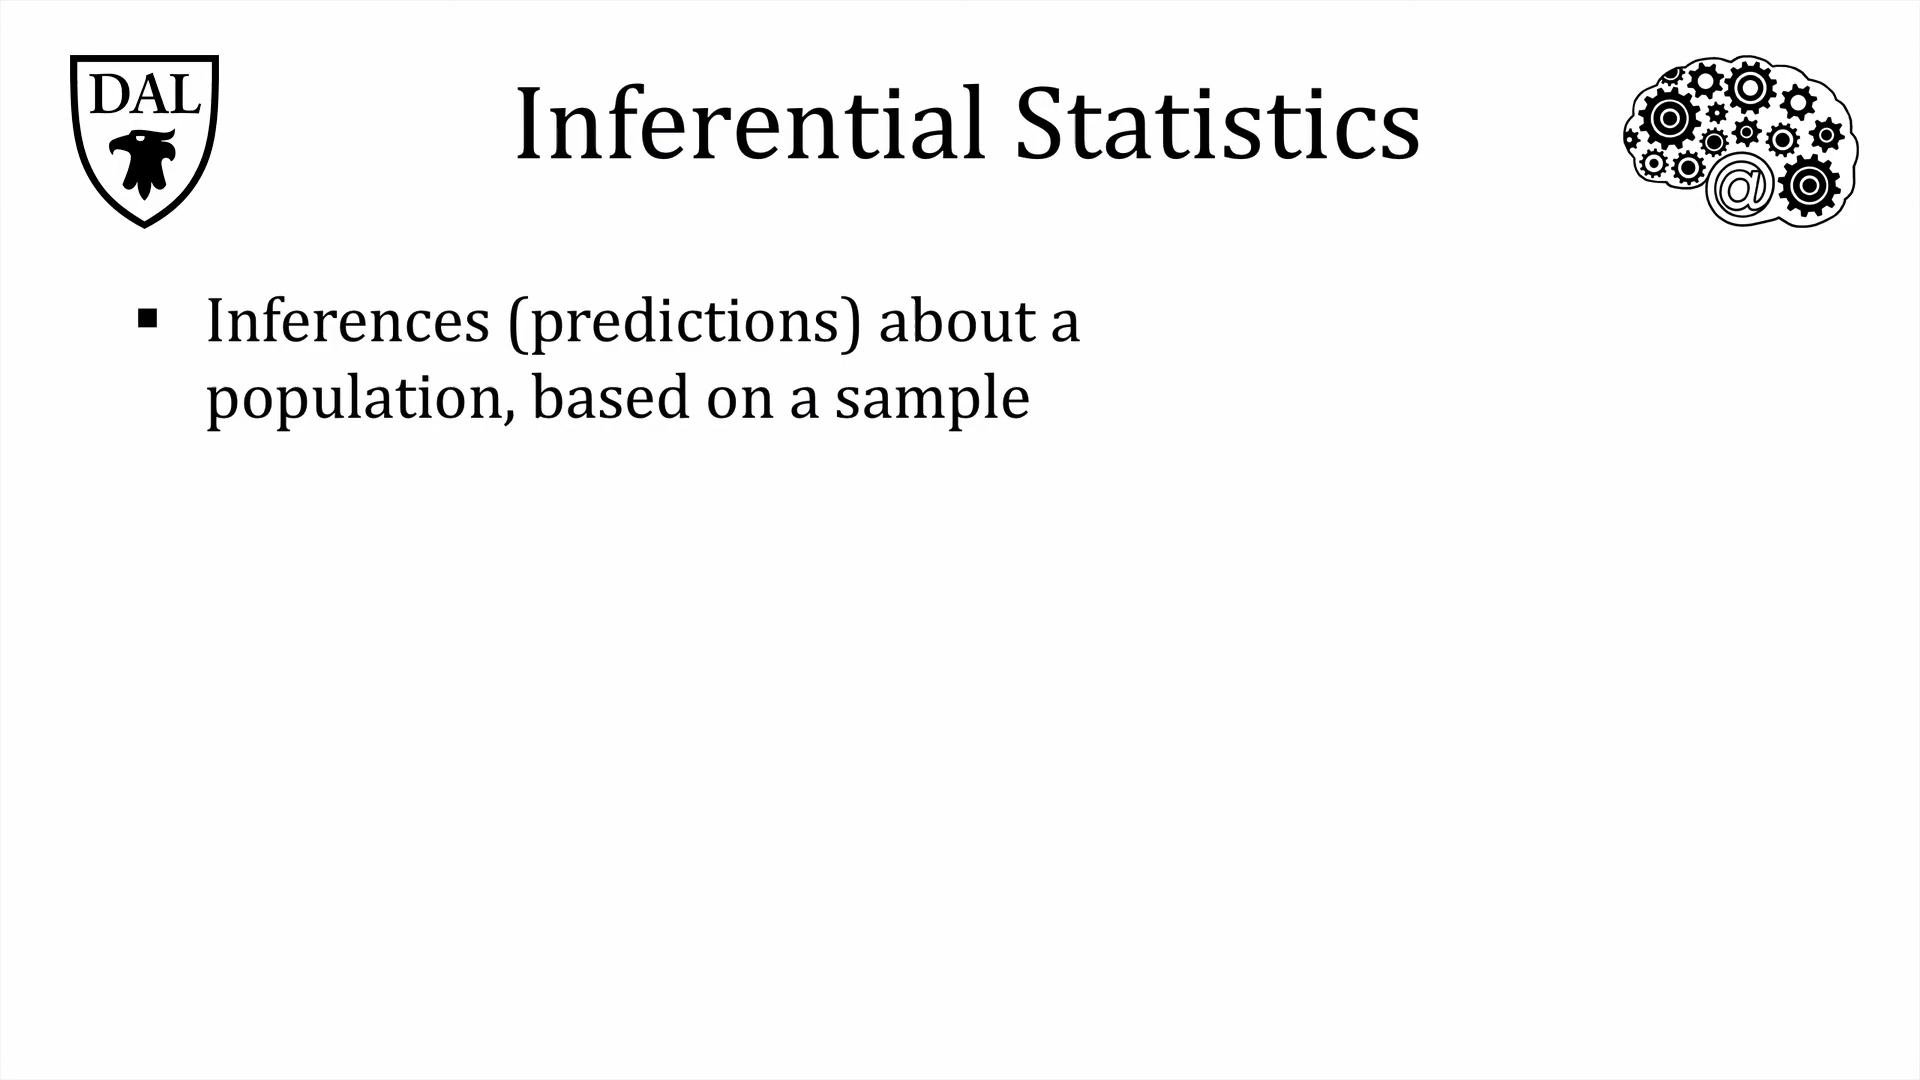 DAL
Inferential Statistics
@
▪ Inferences (predictions) about a
population, based on a sample